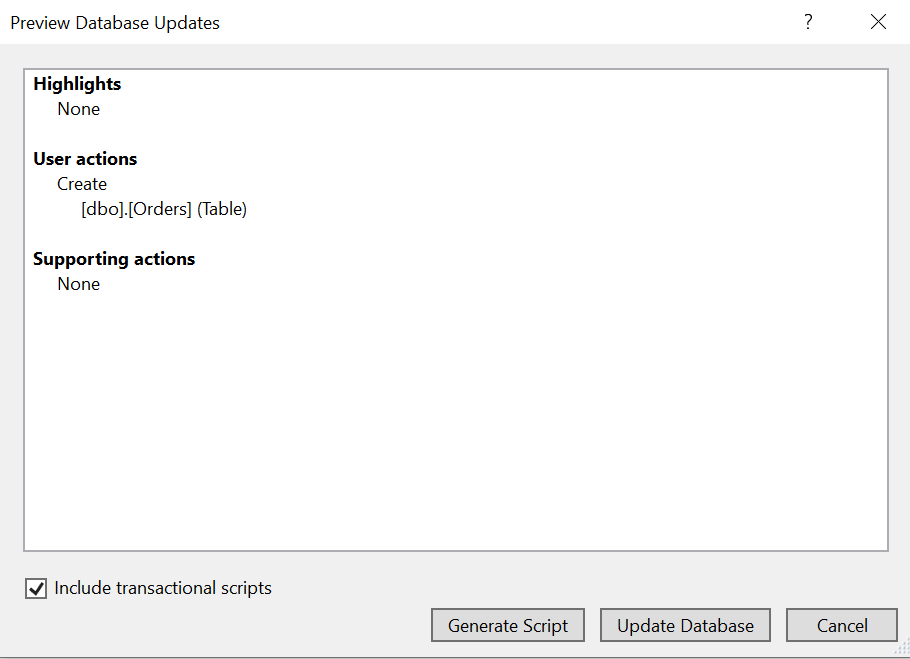 Preview Database Updates
?
Highlights
None
User actions
Create
[dbo].[Orders] (Table)
Supporting actions
None
Include transactional scripts
Generate Script
Update Database
Cancel